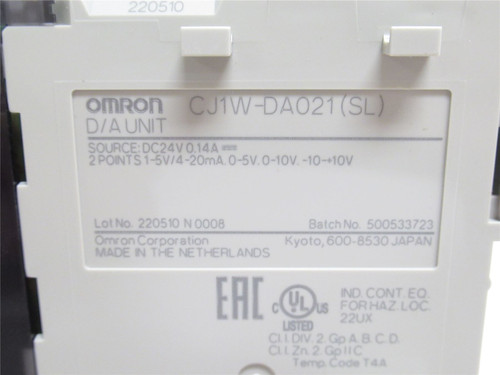 220510
OMRON CJ1W-DA021(SL)
D/A UNIT
SOURCE:DC24V 0.14A
2 POINTS 1-5V/4-20mA. 0-5V. 0-10V. -10-+10V
Lot No. 220510 N 0008 Batch No. 500533723
Omron Corporation Kyoto, 600-8530 JAPAN
MADE IN THE NETHERLANDS
EAC C UL US LISTED
IND. CONT. EQ.
FOR HAZ. LOC.
22UX
Cl.I.DIV. 2. Gp A. B. C. D.
Cl.I.Zn. 2. Gp II C
Temp. Code T4A